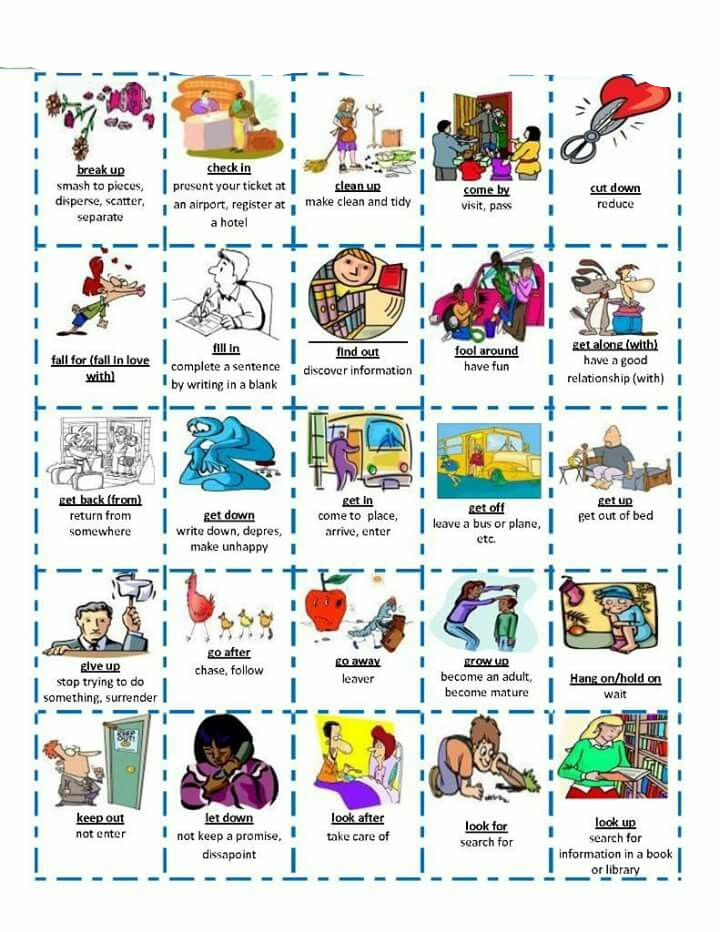 break up
smash to pieces,
disperse, scatter,
separate
check in
present your ticket at
an airport, register at
a hotel
clean up
make clean and tidy
come by
visit, pass
cut down
reduce
fall for (fall in love
with)
fill in
complete a sentence
by writing in a blank
find out
discover information
fool around
have fun
get along (with)
have a good
relationship (with)
get back (from)
return from
somewhere
get down
write down, depres,
make unhappy
get in
come to place,
arrive, enter
get off
leave a bus or plane,
etc.
get up
get out of bed
give up
stop trying to do
something, surrender
go after
chase, follow
go away
leaver
grow up
become an adult,
become mature
Hang on/hold on
wait
KEEP
OUT!
keep out
not enter
let down
not keep a promise,
dissapoint
look after
take care of
look for
search for
look up
search for
information in a book
or library